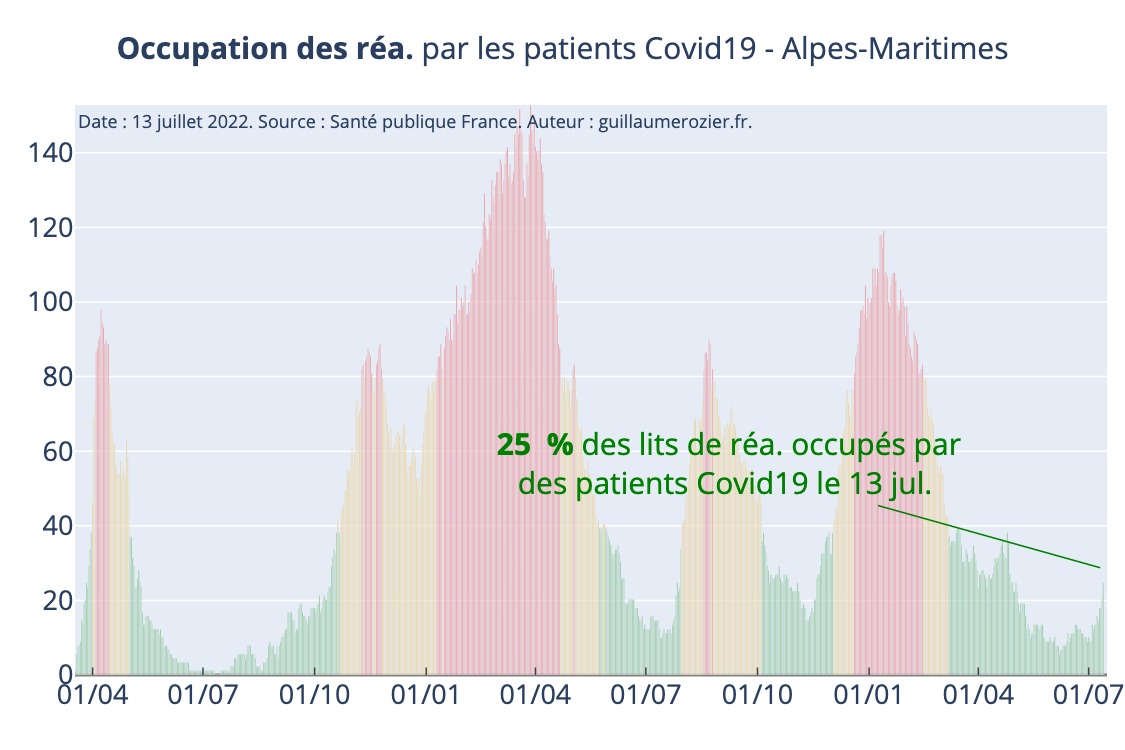 Occupation des réa. par les patients Covid19 - Alpes-Maritimes
Date : 13 juillet 2022. Source : Santé publique France. Auteur : guillaumerozier.fr.
140
120
100
80
60
40
20
0
25 % des lits de réa. occupés par
des patients Covid19 le 13 jul.
01/04 01/07 01/10 01/01 01/04 01/07 01/10 01/01 01/04 01/07